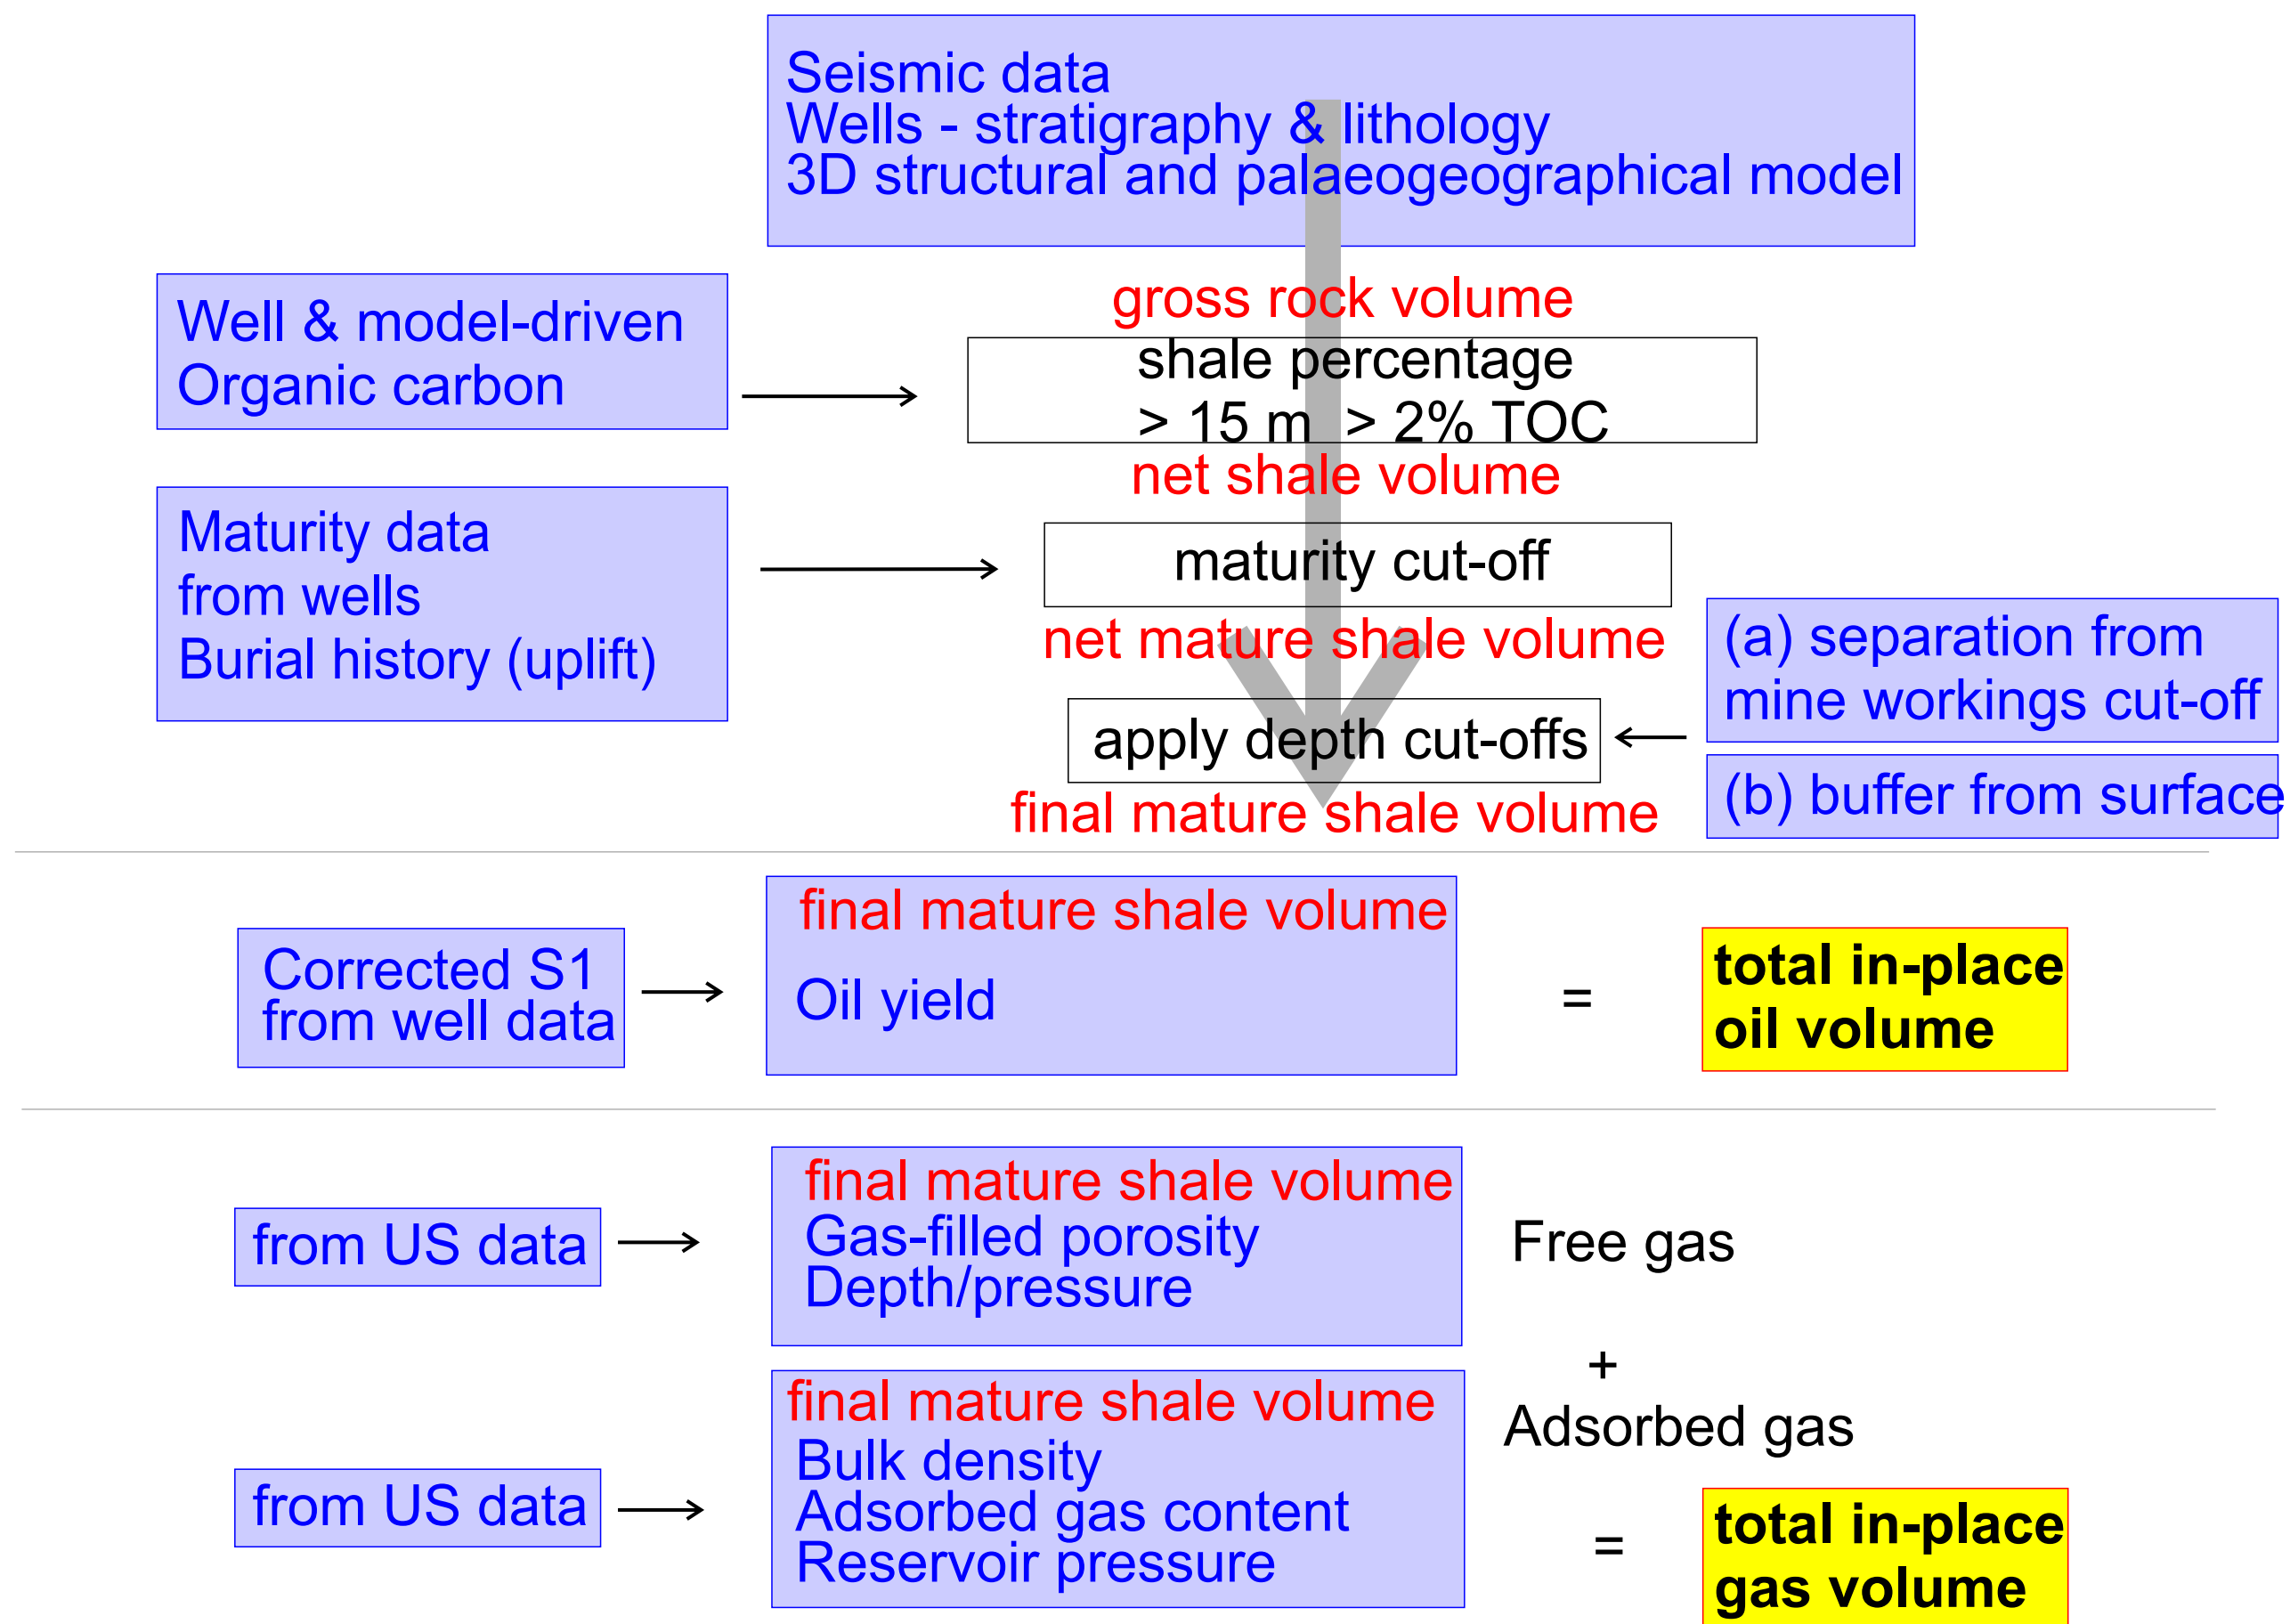 Seismic data
Wells - stratigraphy & lithology
3D structural and palaeogeographical model
gross rock volume
Well & model-driven
Organic carbon
shale percentage
> 15 m > 2% TOC
net shale volume
Maturity data
from wells
Burial history (uplift)
maturity cut-off
net mature shale volume
(a) separation from
mine workings cut-off
apply depth cut-offs
(b) buffer from surface
final mature shale volume
Corrected S1
from well data
final mature shale volume
Oil yield
=
total in-place
oil volume
from US data
final mature shale volume
Gas-filled porosity
Depth/pressure
Free gas
+
from US data
final mature shale volume
Bulk density
Adsorbed gas content
Reservoir pressure
Adsorbed gas
=
total in-place
gas volume